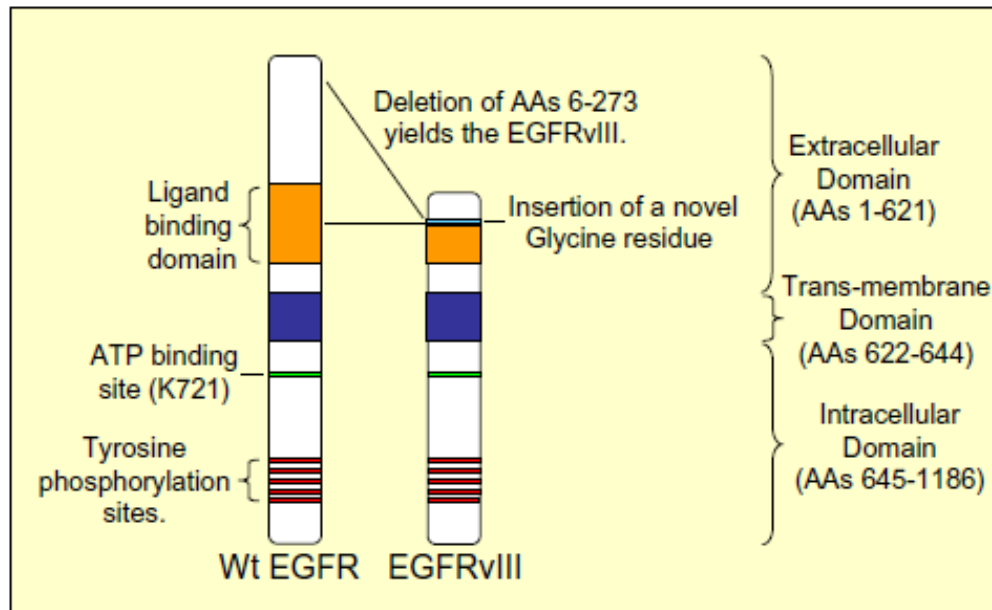 Deletion of AAs 6-273
yields the EGFRvIII.
Ligand
binding
domain
Insertion of a novel
Glycine residue
ATP binding
site (K721)
Tyrosine
phosphorylation
sites.
Extracellular
Domain
(AAs 1-621)
Trans-membrane
Domain
(AAs 622-644)
Intracellular
Domain
(AAs 645-1186)
Wt EGFR
EGFRvIII